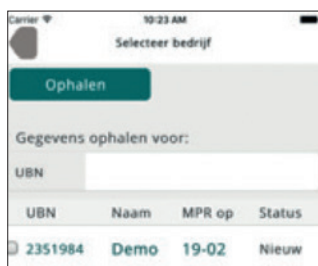 Carrier 10:23 AM
Selecteer bedrijf
Ophalen
Gegevens ophalen voor:
UBN
UBN Naam MPR op Status
2351984 Demo 19-02 Nieuw